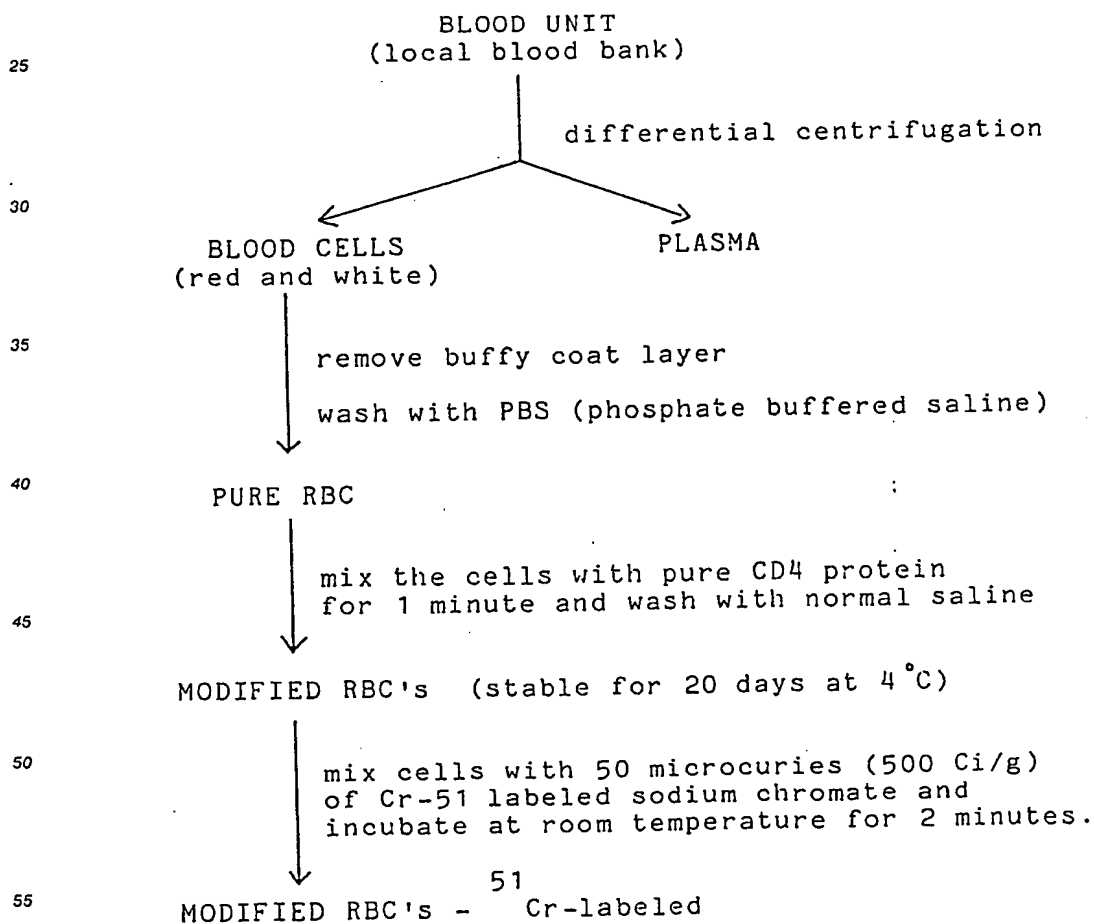 BLOOD UNIT
(local blood bank)
25
differential centrifugation
30
BLOOD CELLS
(red and white)
PLASMA
35
remove buffy coat layer
wash with PBS (phosphate buffered saline)
40
PURE RBC
mix the cells with pure CD4 protein
for 1 minute and wash with normal saline
45
MODIFIED RBC's (stable for 20 days at 4°C)
50
mix cells with 50 microcuries (500 Ci/g)
of Cr-51 labeled sodium chromate and
incubate at room temperature for 2 minutes.
55
MODIFIED RBC's - ⁵¹Cr-labeled